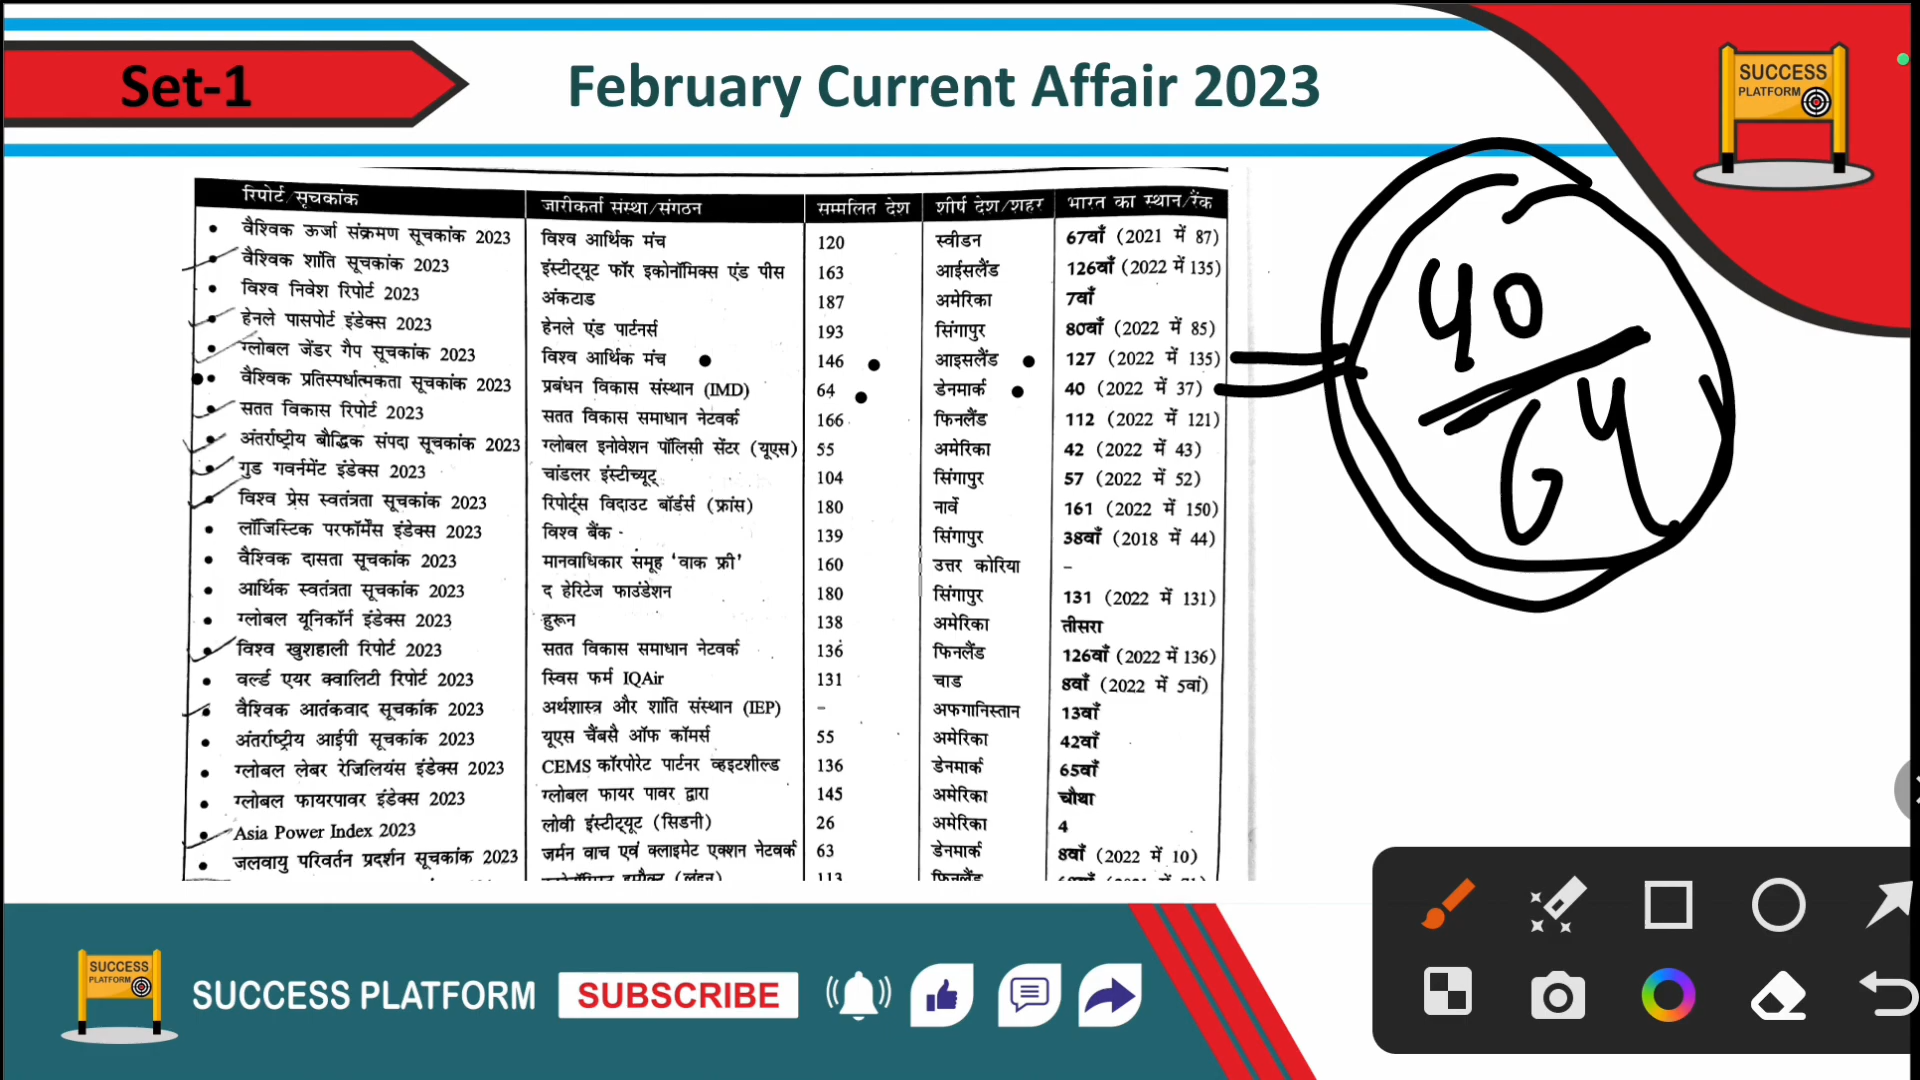 Set-1
February Current Affair 2023
SUCCESS
PLATFORM
रिपोर्ट/सूचकांक जारीकर्ता संस्था/संगठन सम्मलित देश शीर्ष देश/शहर भारत का स्थान/रैंक
वैश्विक ऊर्जा संक्रमण सूचकांक 2023 विश्व आर्थिक मंच 120 स्वीडन 67वाँ (2021 में 87)
वैश्विक शांति सूचकांक 2023 इंस्टीट्यूट फॉर इकोनॉमिक्स एंड पीस 163 आईसलैंड 126वाँ (2022 में 135)
विश्व निवेश रिपोर्ट 2023 अंकटाड 187 अमेरिका 7वाँ
हेनले पासपोर्ट इंडेक्स 2023 हेनले एंड पार्टनर्स 193 सिंगापुर 80वाँ (2022 में 85)
ग्लोबल जेंडर गैप सूचकांक 2023 विश्व आर्थिक मंच 146 आइसलैंड 127 (2022 में 135)
वैश्विक प्रतिस्पर्धात्मकता सूचकांक 2023 प्रबंधन विकास संस्थान (IMD) 64 डेनमार्क 40 (2022 में 37)
सतत विकास रिपोर्ट 2023 सतत विकास समाधान नेटवर्क 166 फिनलैंड 112 (2022 में 121)
अंतर्राष्ट्रीय बौद्धिक संपदा सूचकांक 2023 ग्लोबल इनोवेशन पॉलिसी सेंटर (यूएस) 55 अमेरिका 42 (2022 में 43)
गुड गवर्नमेंट इंडेक्स 2023 चांडलर इंस्टीच्यूट् 104 सिंगापुर 57 (2022 में 52)
विश्व प्रेस स्वतंत्रता सूचकांक 2023 रिपोर्ट्स विदाउट बॉर्डर्स (फ्रांस) 180 नार्वे 161 (2022 में 150)
लॉजिस्टिक परफॉर्मेंस इंडेक्स 2023 विश्व बैंक 139 सिंगापुर 38वाँ (2018 में 44)
वैश्विक दासता सूचकांक 2023 मानवाधिकार संमूह ‘वाक फ्री’ 160 उत्तर कोरिया –
आर्थिक स्वतंत्रता सूचकांक 2023 द हेरिटेज फाउंडेशन 180 सिंगापुर 131 (2022 में 131)
ग्लोबल यूनिकॉर्न इंडेक्स 2023 हुरून 138 अमेरिका तीसरा
विश्व खुशहाली रिपोर्ट 2023 सतत विकास समाधान नेटवर्क 136 फिनलैंड 126वाँ (2022 में 136)
वर्ल्ड एयर क्वालिटी रिपोर्ट 2023 स्विस फर्म IQAir 131 चाड 8वाँ (2022 में 5वां)
वैश्विक आतंकवाद सूचकांक 2023 अर्थशास्त्र और शांति संस्थान (IEP) – अफगानिस्तान 13वाँ
अंतर्राष्ट्रीय आईपी सूचकांक 2023 यूएस चैंबसै ऑफ कॉमर्स 55 अमेरिका 42वाँ
ग्लोबल लेबर रेजिलियंस इंडेक्स 2023 CEMS कॉरपोरेट पार्टनर व्हइटशील्ड 136 डेनमार्क 65वाँ
ग्लोबल फायरपावर इंडेक्स 2023 ग्लोबल फायर पावर द्वारा 145 अमेरिका चौथा
Asia Power Index 2023 लोवी इंस्टीट्यूट (सिडनी) 26 अमेरिका 4
जलवायु परिवर्तन प्रदर्शन सूचकांक 2023 जर्मन वाच एवं क्लाइमेट एक्शन नेटवर्क 63 डेनमार्क 8वाँ (2022 में 10)
113 फिनलैंड
40
64
SUCCESS
PLATFORM
SUCCESS PLATFORM SUBSCRIBE